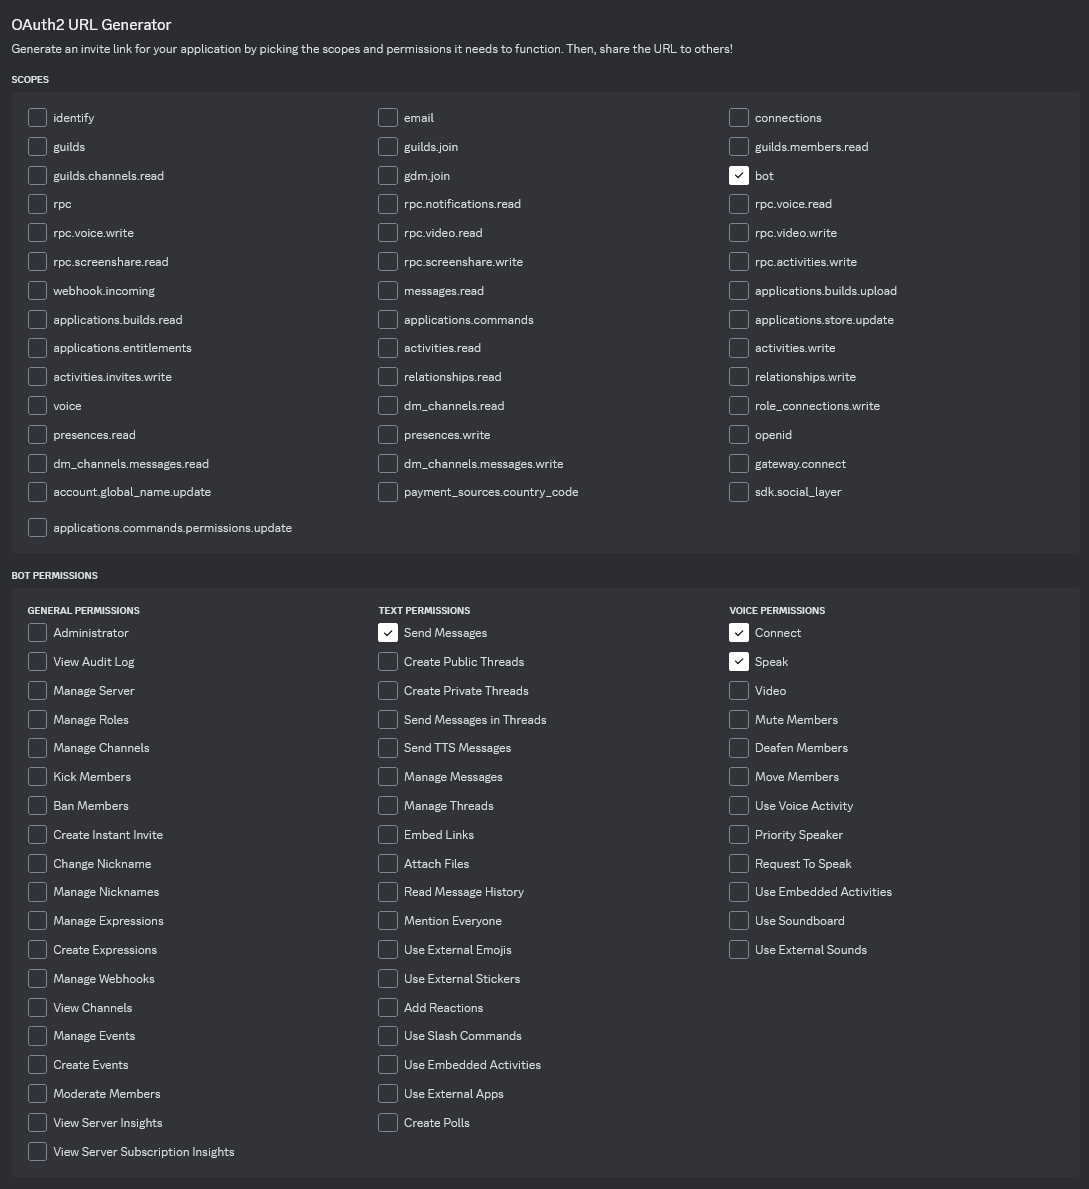 OAuth2 URL Generator
Generate an invite link for your application by picking the scopes and permissions it needs to function. Then, share the URL to others!
SCOPES
identify email connections
guilds guilds.join guilds.members.read
guilds.channels.read gdm.join bot
rpc rpc.notifications.read rpc.voice.read
rpc.voice.write rpc.video.read rpc.video.write
rpc.screenshare.read rpc.screenshare.write rpc.activities.write
webhook.incoming messages.read applications.builds.upload
applications.builds.read applications.commands applications.store.update
applications.entitlements activities.read activities.write
activities.invites.write relationships.read relationships.write
voice dm_channels.read role_connections.write
presences.read presences.write openid
dm_channels.messages.read dm_channels.messages.write gateway.connect
account.global_name.update payment_sources.country_code sdk.social_layer
applications.commands.permissions.update
BOT PERMISSIONS
GENERAL PERMISSIONS
Administrator
View Audit Log
Manage Server
Manage Roles
Manage Channels
Kick Members
Ban Members
Create Instant Invite
Change Nickname
Manage Nicknames
Manage Expressions
Create Expressions
Manage Webhooks
View Channels
Manage Events
Create Events
Moderate Members
View Server Insights
View Server Subscription Insights
TEXT PERMISSIONS
Send Messages
Create Public Threads
Create Private Threads
Send Messages in Threads
Send TTS Messages
Manage Messages
Manage Threads
Embed Links
Attach Files
Read Message History
Mention Everyone
Use External Emojis
Use External Stickers
Add Reactions
Use Slash Commands
Use Embedded Activities
Use External Apps
Create Polls
VOICE PERMISSIONS
Connect
Speak
Video
Mute Members
Deafen Members
Move Members
Use Voice Activity
Priority Speaker
Request To Speak
Use Embedded Activities
Use Soundboard
Use External Sounds